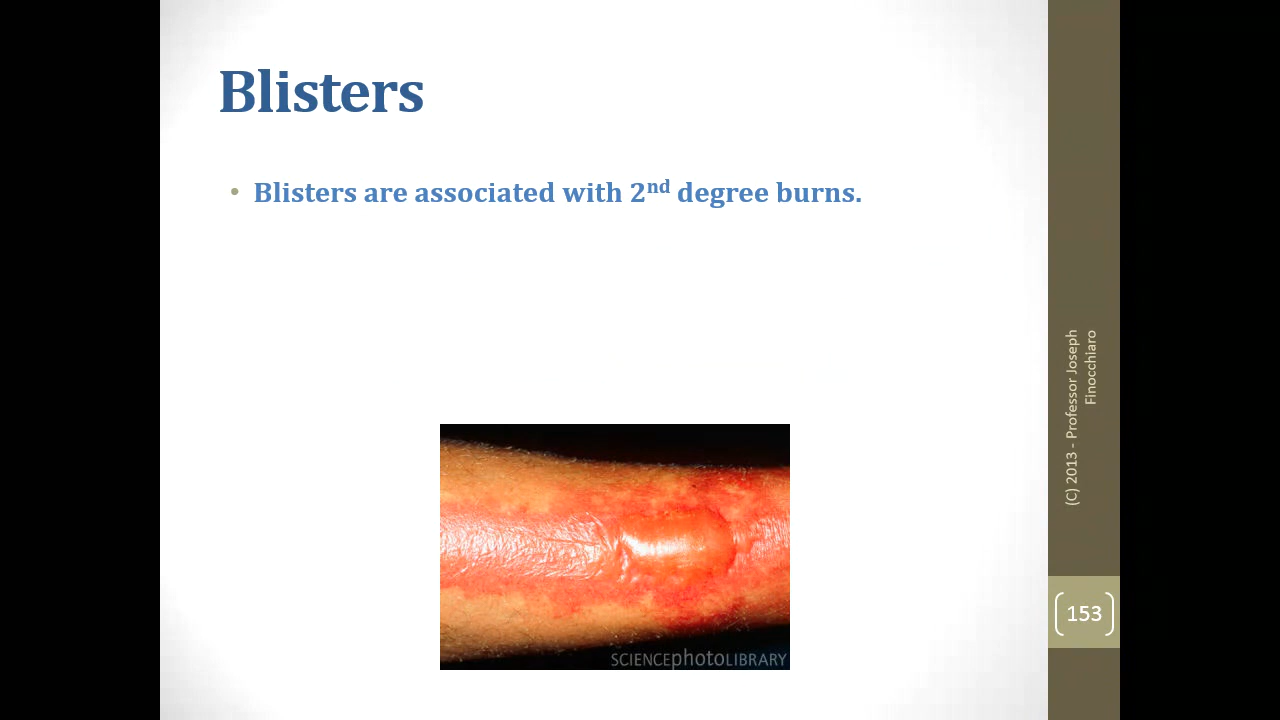 Blisters
• Blisters are associated with 2nd degree burns.
SCIENCEphotoLIBRARY
(C) 2013 - Professor Joseph
Finocchiaro
153